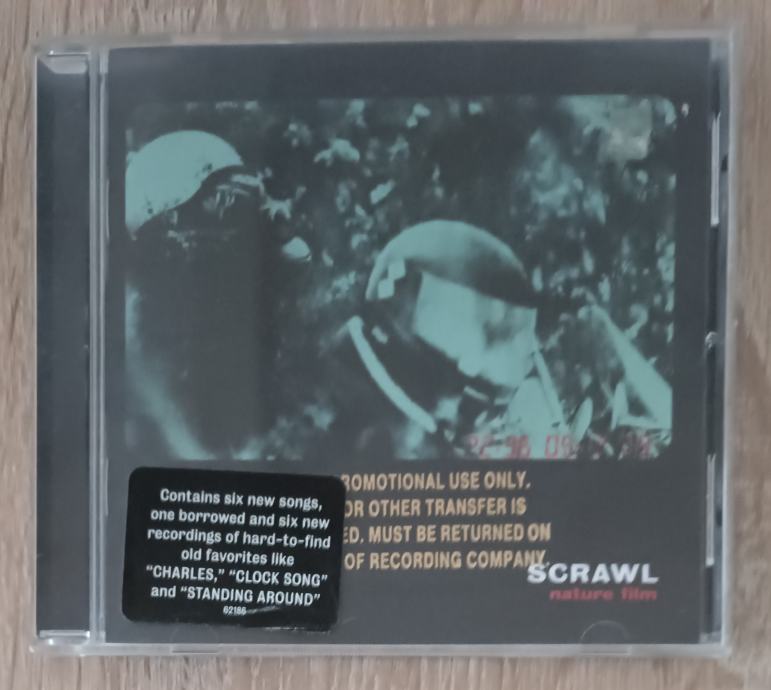 ROMOTIONAL USE ONLY.
OR OTHER TRANSFER IS
ED. MUST BE RETURNED ON
OF RECORDING COMPANY.
Contains six new songs,
one borrowed and six new
recordings of hard-to-find
old favorites like
"CHARLES," "CLOCK SONG"
and "STANDING AROUND"
62186
SCRAWL
nature film